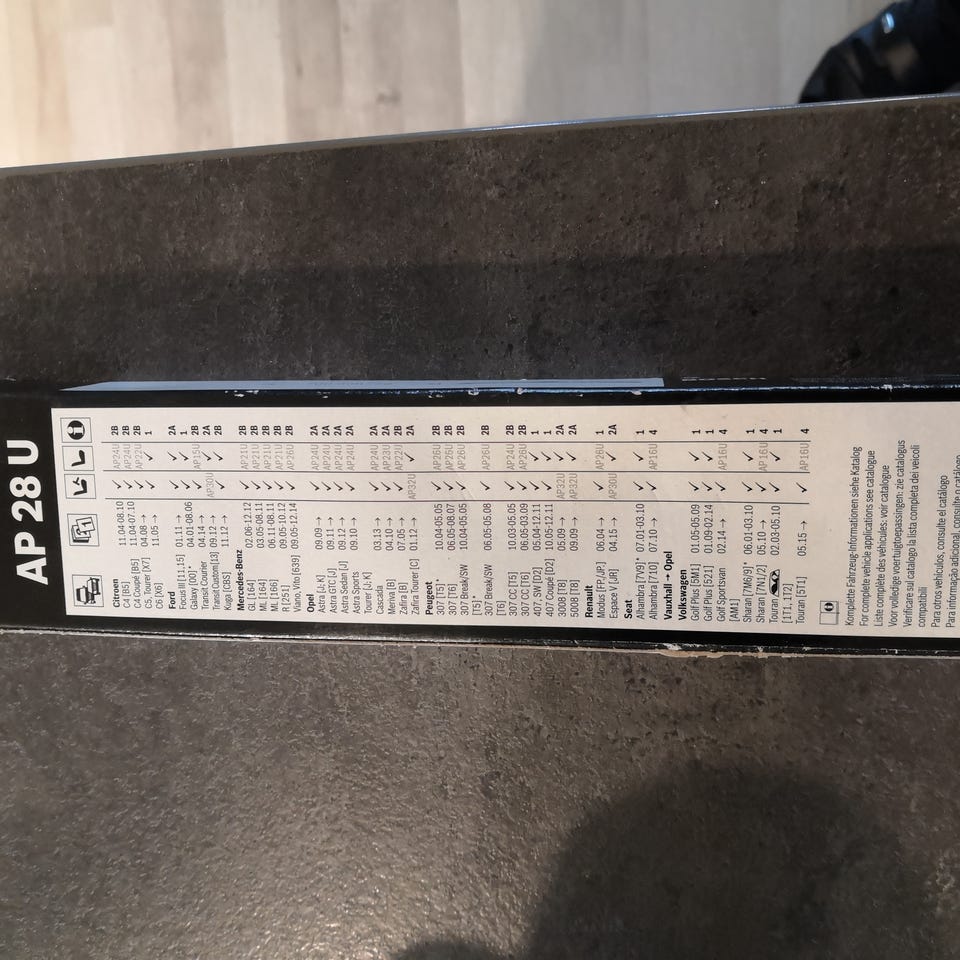 AP 28 U
Citroën
C4 [B5] 11.04-08.10 ✓ AP24U 2B
C4 Coupé [B5] 11.04-07.10 ✓ AP24U 2B
C5, Tourer [X7] 04.08 → ✓ AP22U 2B
C6 [X6] 11.05 → ✓ 1
Ford
Focus III [11,15] 01.11 → ✓ ✓ 2A
Galaxy [00]* 04.01-08.06 ✓ ✓ 1
Transit Courier 04.14 → ✓ AP15U 2B
Transit Custom[13] 09.12 → AP30U ✓ 2A
Kuga [CBS] 11.12 → ✓ 2B
Mercedes-Benz
GL [164] 02.06-12.12 ✓ AP21U 2B
ML [164] 03.05-08.11 ✓ AP21U 2B
ML [166] 06.11-08.11 ✓ AP21U 2B
R [251] 09.05-10.12 ✓ AP21U 2B
Viano,Vito [639] 09.05-12.14 ✓ AP26U 2B
Opel
Astra [J; K] 09.09 → ✓ AP24U 2A
Astra GTC [J] 09.11 → ✓ AP24U 2A
Astra Sedan [J] 09.12 → ✓ AP24U 2A
Astra Sports 09.10 → ✓ AP24U 2A
Tourer [J; K]
Cascada 03.13 → ✓ AP24U 2A
Meriva [B] 04.10 → ✓ AP23U 2A
Zafira [B] 07.05 → ✓ AP22U 2B
Zafira Tourer [C] 01.12 → AP32U ✓ 2A
Peugeot
307 [T5]* 10.04-05.05 ✓ AP26U 2B
307 [T6] 06.05-08.07 ✓ AP26U 2B
307 Break/SW 10.04-05.05 ✓ AP26U 2B
[T5]*
307 Break/SW 06.05-05.08 ✓ AP26U 2B
[T6]
307 CC [T5] 10.03-05.05 ✓ AP24U 2B
307 CC [T6] 06.05-03.09 ✓ AP26U 2B
407, SW [D2] 05.04-12.11 ✓ ✓ 1
407 Coupé [D2] 10.05-12.11 ✓ ✓ 1
3008 [T8] 05.09 → AP32U ✓ 2A
5008 [T8] 09.09 → AP32U ✓ 2A
Renault
Modus [FP/JP] 06.04 → ✓ AP26U 1
Espace V [JR] 04.15 → AP30U ✓ 2A
Seat
Alhambra [7V9]* 07.01-03.10 ✓ ✓ 1
Alhambra [710] 07.10 → ✓ AP16U 4
Vauxhall → Opel
Volkswagen
Golf Plus [5M1] 01.05-05.09 ✓ ✓ 1
Golf Plus [521] 01.09-02.14 ✓ ✓ 1
Golf Sportsvan 02.14 → ✓ AP16U 4
[AM1]
Sharan [7M6/9]* 06.01-03.10 ✓ ✓ 1
Sharan [7N1/2] 05.10 → ✓ AP16U 4
Touran 02.03-05.10 ✓ ✓ 1
[1T1, 1T2]
Touran [5T1] 05.15 → ✓ AP16U 4
Komplette Fahrzeug-Informationen siehe Katalog
For complete vehicle applications see catalogue
Liste complète des véhicules: voir catalogue
Voor volledige voertuigtoepassingen: zie catalogus
Verificare sul catalogo la lista completa dei veicoli
compatibili
Para otros vehículos, consulte el catálogo
Para informação adicional, consulte o catálogo